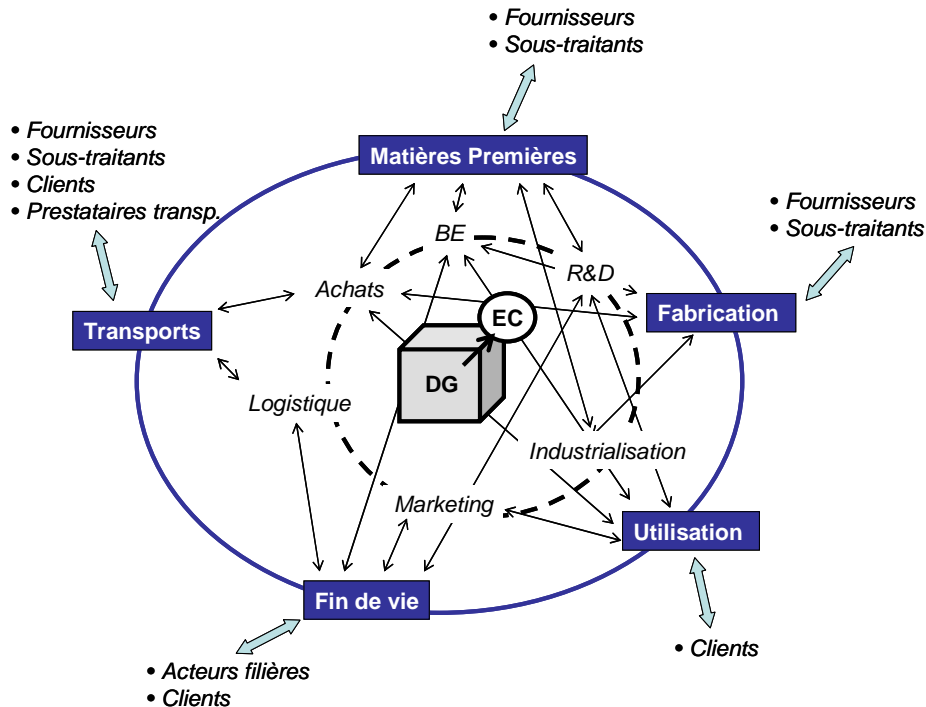 • Fournisseurs
• Sous-traitants
• Fournisseurs
• Sous-traitants
• Clients
• Prestataires transp.
Matières Premières
• Fournisseurs
• Sous-traitants
BE
R&D
Achats
EC
Fabrication
Transports
DG
Logistique
Industrialisation
Marketing
Utilisation
Fin de vie
• Clients
• Acteurs filières
• Clients